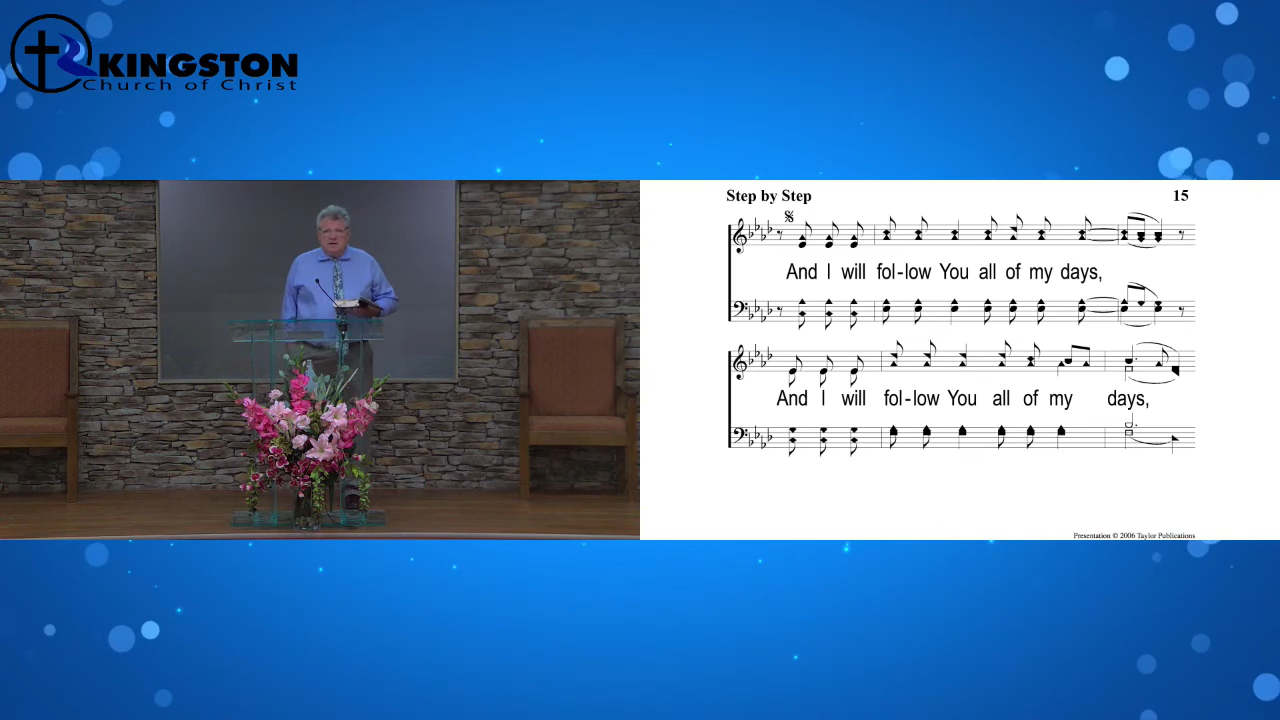 KINGSTON
Church of Christ
Step by Step 15
And I will fol-low You all of my days,
And I will fol-low You all of my days,
Presentation © 2006 Taylor Publications